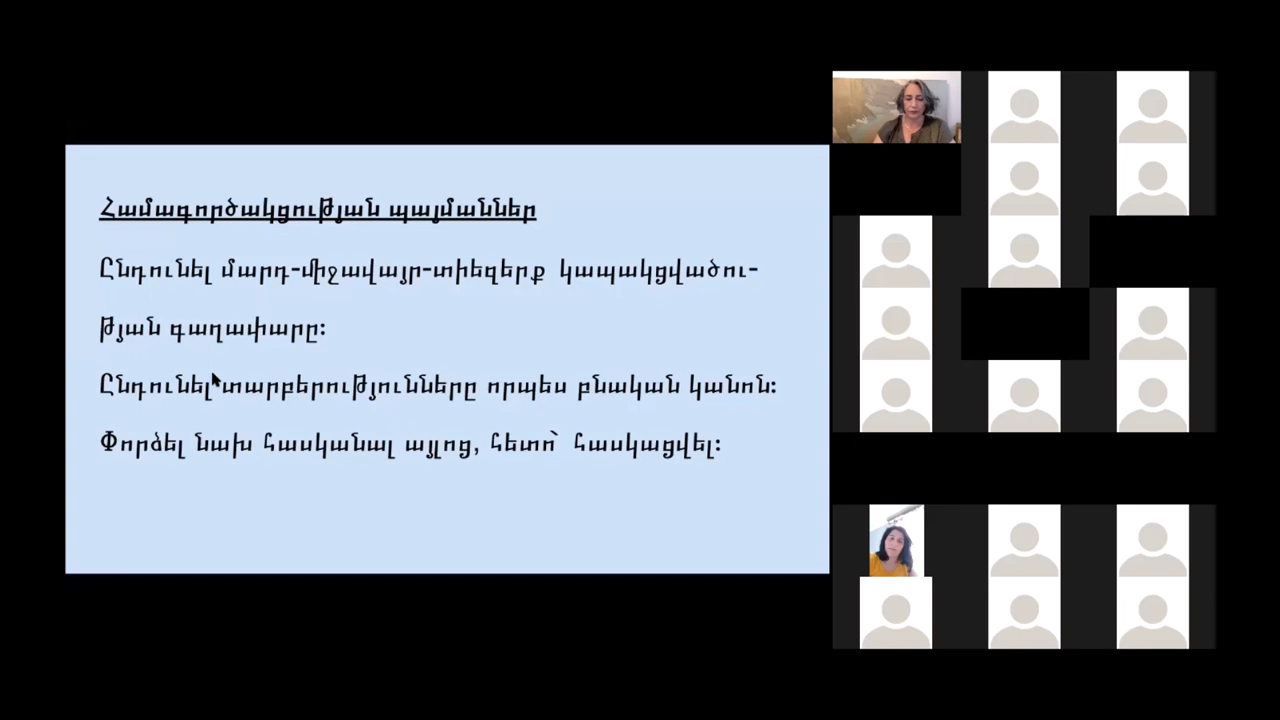 Համագործակցության պայմաններ
Ընդունել մարդ-միջավայր-տիեզերք կապակցվածու-
թյան գաղափարը:
Ընդունել տարբերությունները որպես բնական կանոն:
Փորձել նախ հասկանալ այլոց, հետո՝ հասկացվել: